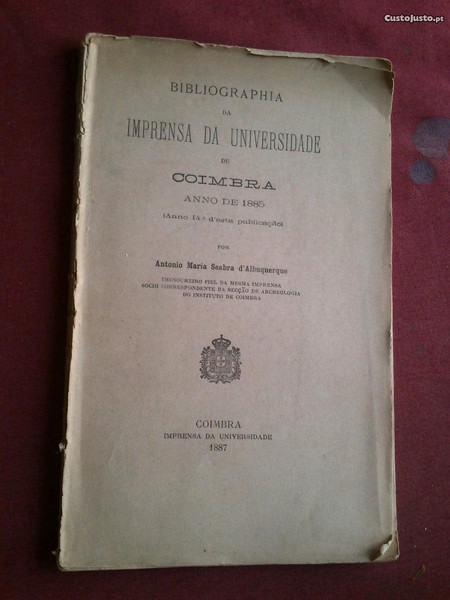 CustoJusto.pt
BIBLIOGRAPHIA
DA
IMPRENSA DA UNIVERSIDADE
DE
COIMBRA
ANNO DE 1885
(Anno 14.º d'esta publicação)
POR
Antonio Maria Seabra d'Albuquerque
THESOUREIRO FIEL DA MESMA IMPRENSA
SOCIO CORRESPONDENTE DA SECÇÃO DE ARCHEOLOGIA
DO INSTITUTO DE COIMBRA
COIMBRA
IMPRENSA DA UNIVERSIDADE
1887